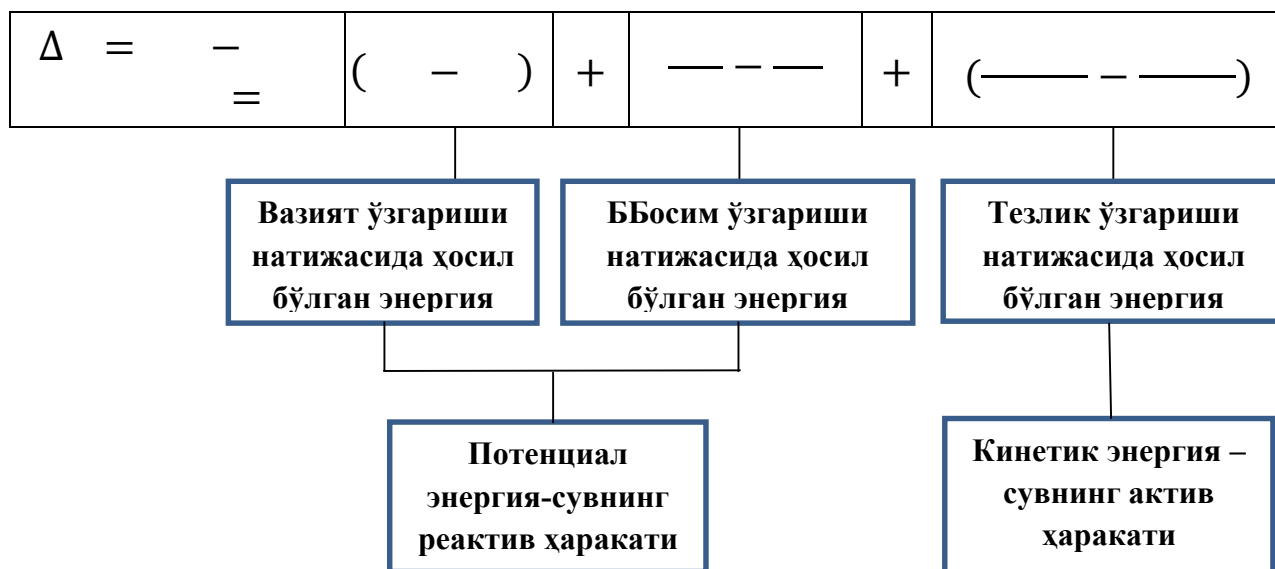 Δ = −
=
( − ) + — − — + (— − —)
Вазият ўзгариши
натижасида ҳосил
бўлган энергия
ББосим ўзгариши
натижасида ҳосил
бўлган энергия
Тезлик ўзгариши
натижасида ҳосил
бўлган энергия
Потенциал
энергия-сувнинг
реактив ҳаракати
Кинетик энергия –
сувнинг актив
ҳаракати